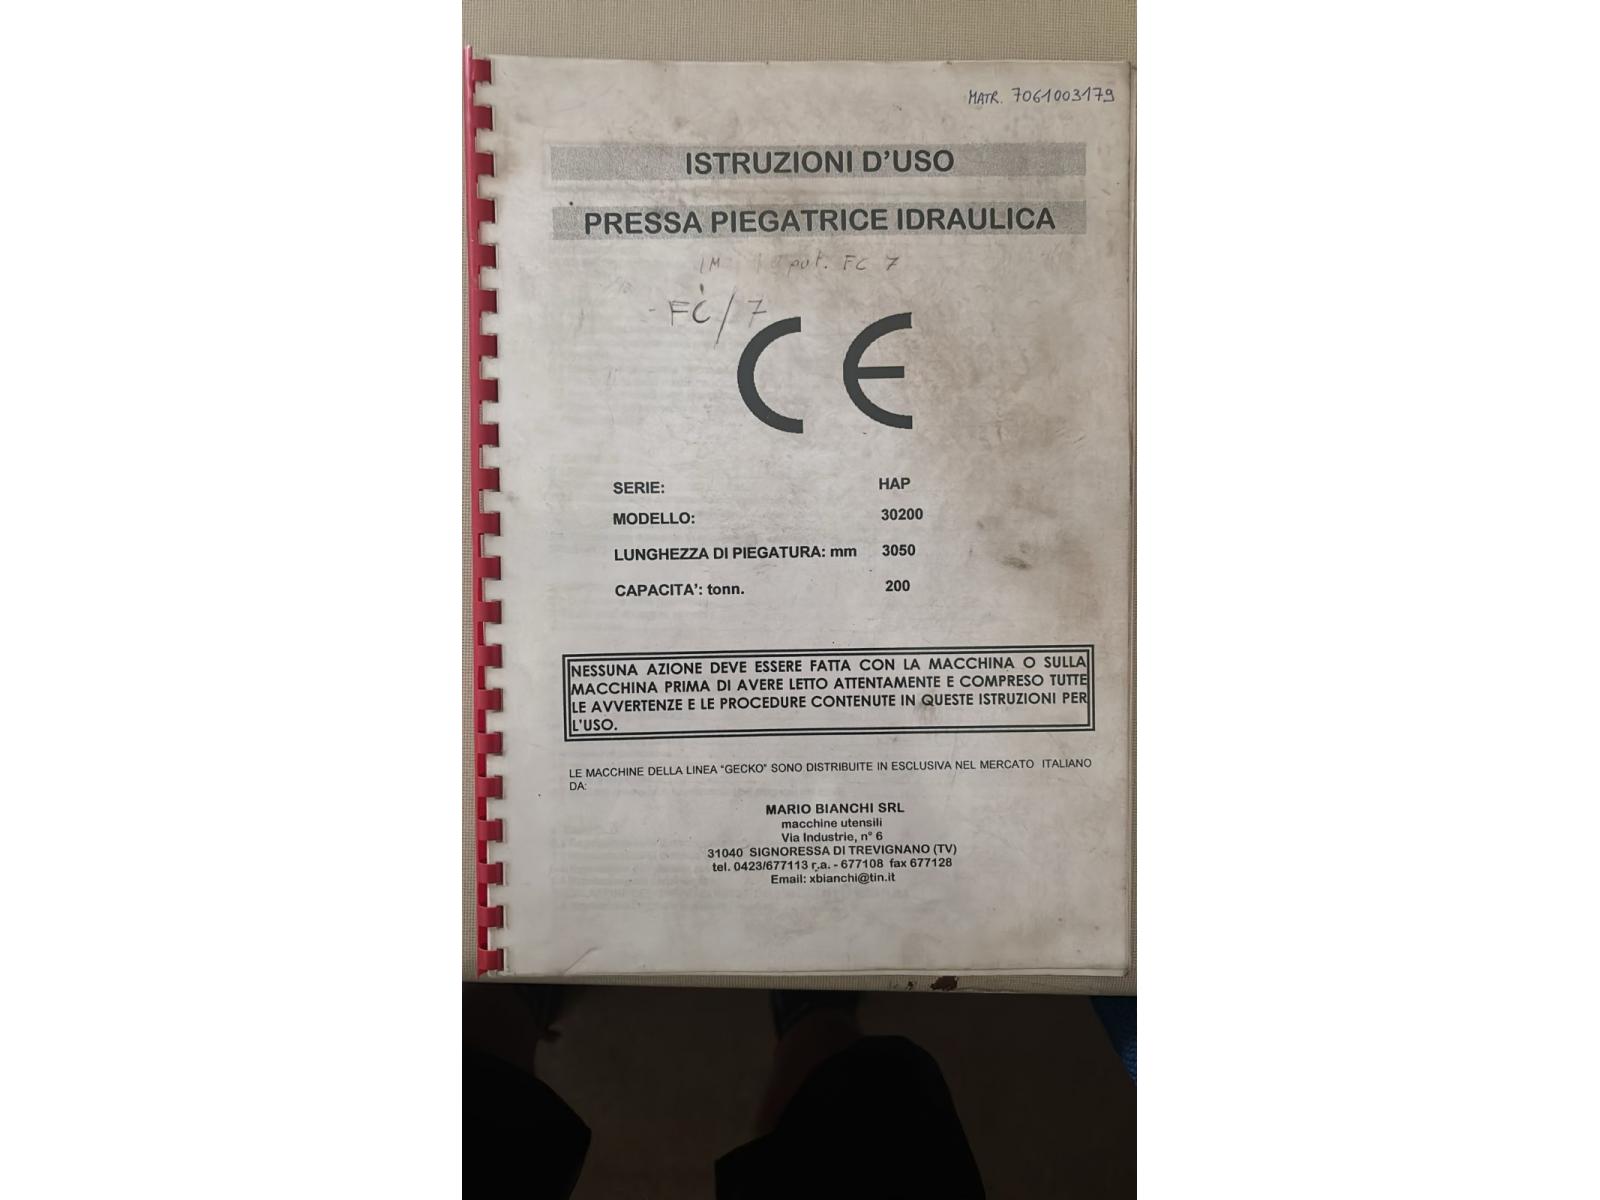 MATR. 7061003179
ISTRUZIONI D'USO
PRESSA PIEGATRICE IDRAULICA
put. FC 7
FC/7
CE
SERIE: HAP
MODELLO: 30200
LUNGHEZZA DI PIEGATURA: mm 3050
CAPACITA': tonn. 200
NESSUNA AZIONE DEVE ESSERE FATTA CON LA MACCHINA O SULLA
MACCHINA PRIMA DI AVERE LETTO ATTENTAMENTE E COMPRESO TUTTE
LE AVVERTENZE E LE PROCEDURE CONTENUTE IN QUESTE ISTRUZIONI PER
L'USO.
LE MACCHINE DELLA LINEA "GECKO" SONO DISTRIBUITE IN ESCLUSIVA NEL MERCATO ITALIANO
DA:
MARIO BIANCHI SRL
macchine utensili
Via Industrie, n° 6
31040 SIGNORESSA DI TREVIGNANO (TV)
tel. 0423/677113 r.a. - 677108 fax 677128
Email: xbianchi@tin.it